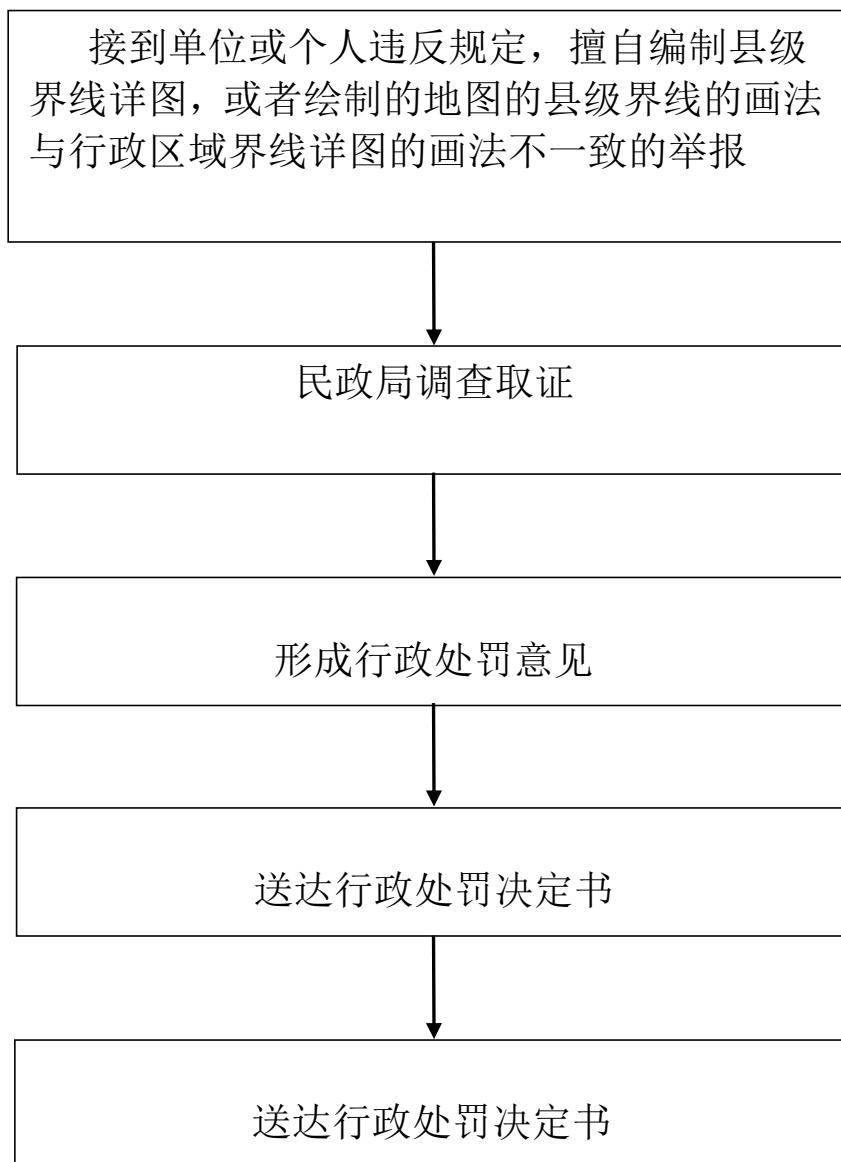 接到单位或个人违反规定，擅自编制县级
界线详图，或者绘制的地图的县级界线的画法
与行政区域界线详图的画法不一致的举报
民政局调查取证
形成行政处罚意见
送达行政处罚决定书
送达行政处罚决定书